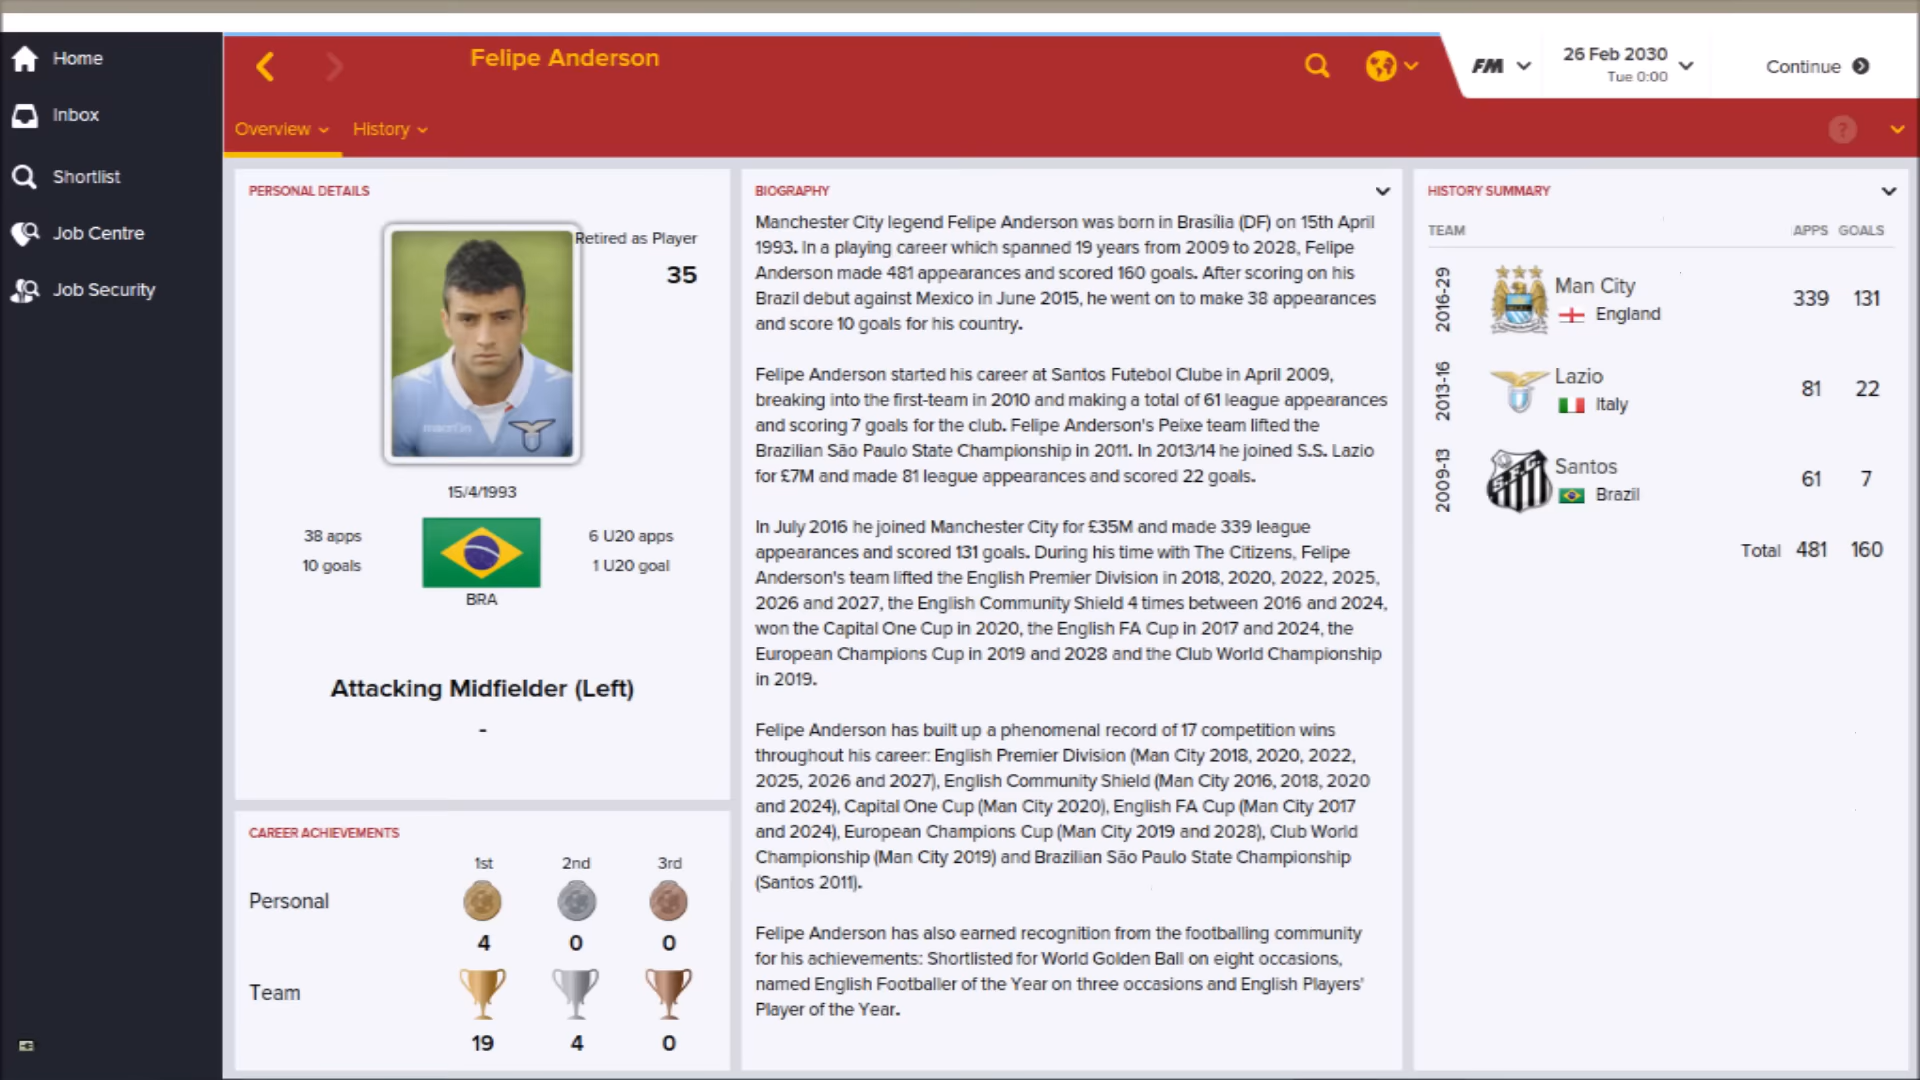 Home
Inbox
Shortlist
Job Centre
Job Security
Felipe Anderson
FM
26 Feb 2030
Tue 0:00
Continue
Overview
History
?
PERSONAL DETAILS
Retired as Player
35
macron
15/4/1993
38 apps
10 goals
6 U20 apps
1 U20 goal
BRA
Attacking Midfielder (Left)
-
CAREER ACHIEVEMENTS
1st 2nd 3rd
Personal
4 0 0
Team
19 4 0
BIOGRAPHY
Manchester City legend Felipe Anderson was born in Brasília (DF) on 15th April
1993. In a playing career which spanned 19 years from 2009 to 2028, Felipe
Anderson made 481 appearances and scored 160 goals. After scoring on his
Brazil debut against Mexico in June 2015, he went on to make 38 appearances
and score 10 goals for his country.
Felipe Anderson started his career at Santos Futebol Clube in April 2009,
breaking into the first-team in 2010 and making a total of 61 league appearances
and scoring 7 goals for the club. Felipe Anderson's Peixe team lifted the
Brazilian São Paulo State Championship in 2011. In 2013/14 he joined S.S. Lazio
for £7M and made 81 league appearances and scored 22 goals.
In July 2016 he joined Manchester City for £35M and made 339 league
appearances and scored 131 goals. During his time with The Citizens, Felipe
Anderson's team lifted the English Premier Division in 2018, 2020, 2022, 2025,
2026 and 2027, the English Community Shield 4 times between 2016 and 2024,
won the Capital One Cup in 2020, the English FA Cup in 2017 and 2024, the
European Champions Cup in 2019 and 2028 and the Club World Championship
in 2019.
Felipe Anderson has built up a phenomenal record of 17 competition wins
throughout his career: English Premier Division (Man City 2018, 2020, 2022,
2025, 2026 and 2027), English Community Shield (Man City 2016, 2018, 2020
and 2024), Capital One Cup (Man City 2020), English FA Cup (Man City 2017
and 2024), European Champions Cup (Man City 2019 and 2028), Club World
Championship (Man City 2019) and Brazilian São Paulo State Championship
(Santos 2011).
Felipe Anderson has also earned recognition from the footballing community
for his achievements: Shortlisted for World Golden Ball on eight occasions,
named English Footballer of the Year on three occasions and English Players'
Player of the Year.
HISTORY SUMMARY
TEAM APPS GOALS
2016-29 Man City 339 131
England
2013-16 Lazio 81 22
Italy
2009-13 Santos 61 7
Brazil
Total 481 160